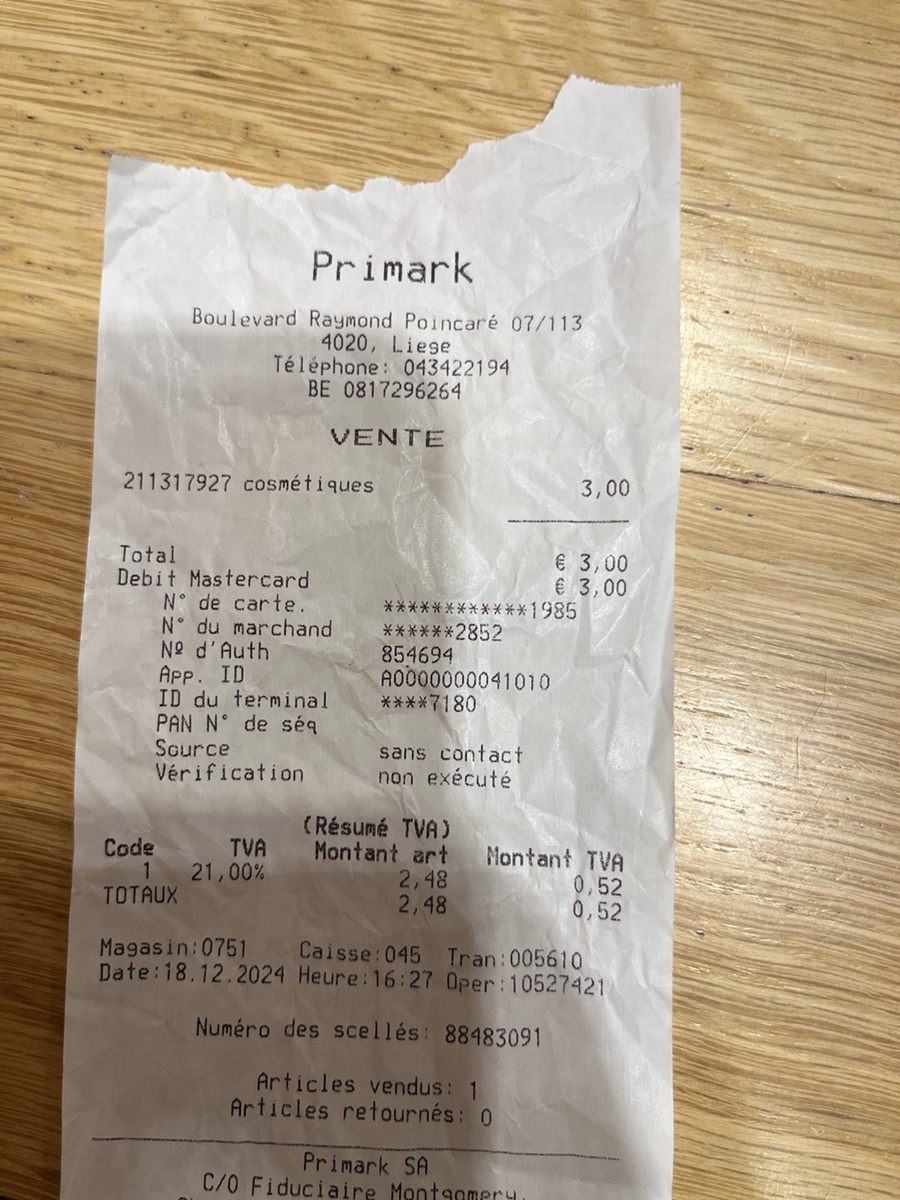 Primark
Boulevard Raymond Poincaré 07/113
4020, Liege
Téléphone: 043422194
BE 0817296264
VENTE
211317927 cosmétiques 3,00
Total € 3,00
Debit Mastercard € 3,00
N° de carte. ************1985
N° du marchand ******2852
Nº d'Auth 854694
App. ID A0000000041010
ID du terminal ****7180
PAN N° de séq
Source sans contact
Vérification non exécuté
(Résumé TVA)
Code TVA Montant art Montant TVA
1 21,00% 2,48 0,52
TOTAUX 2,48 0,52
Magasin:0751 Caisse:045 Tran:005610
Date:18.12.2024 Heure:16:27 Oper:10527421
Numéro des scellés: 88483091
Articles vendus: 1
Articles retournés: 0
Primark SA
C/O Fiduciaire Montgomery,